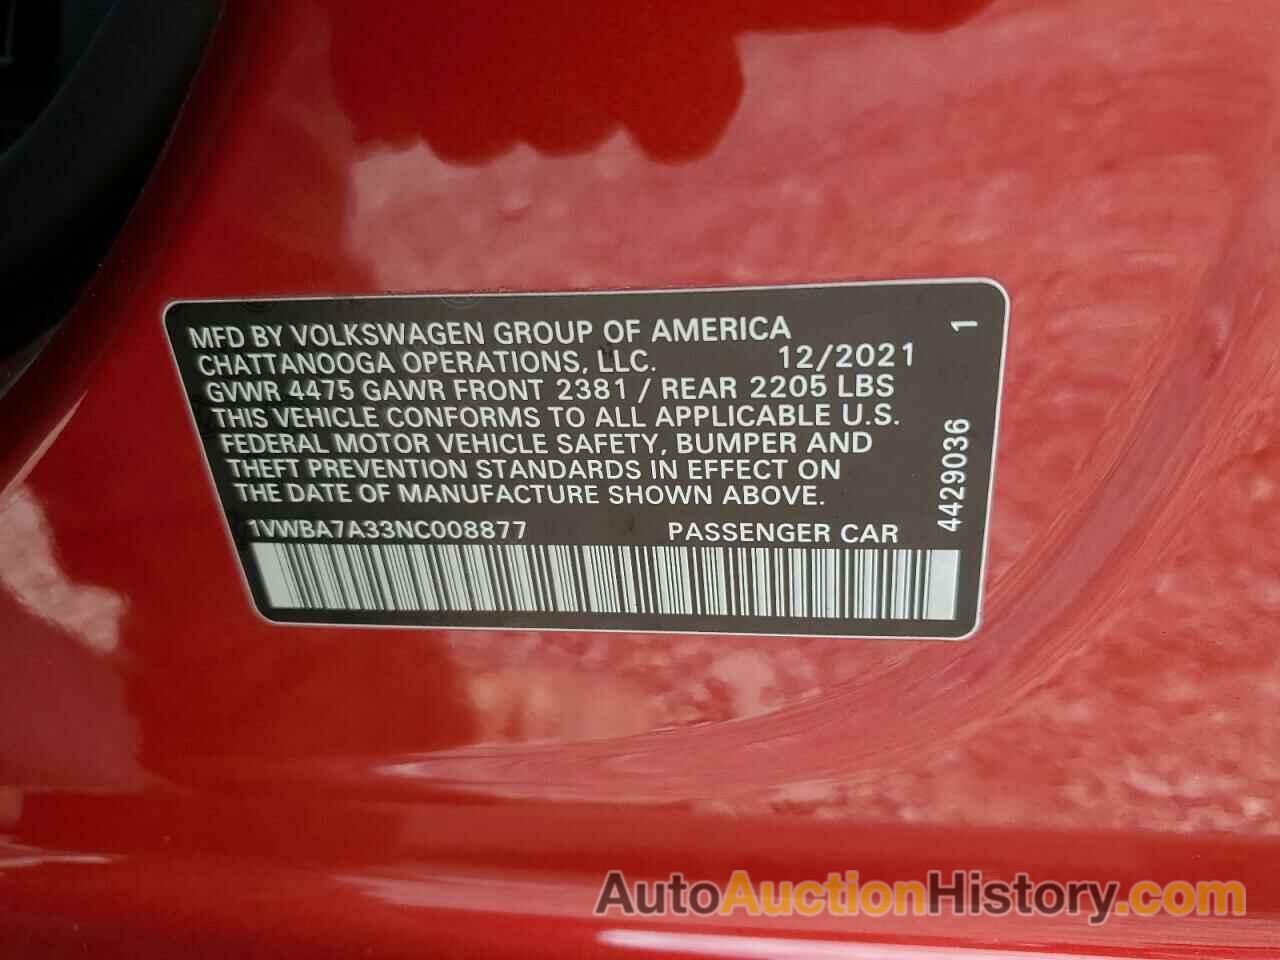 MFD BY VOLKSWAGEN GROUP OF AMERICA
CHATTANOOGA OPERATIONS, LLC. 12/2021
GVWR 4475 GAWR FRONT 2381 / REAR 2205 LBS
THIS VEHICLE CONFORMS TO ALL APPLICABLE U.S.
FEDERAL MOTOR VEHICLE SAFETY, BUMPER AND
THEFT PREVENTION STANDARDS IN EFFECT ON
THE DATE OF MANUFACTURE SHOWN ABOVE.
1VWBA7A33NC008877 PASSENGER CAR
4429036 1
AutoAuctionHistory.com